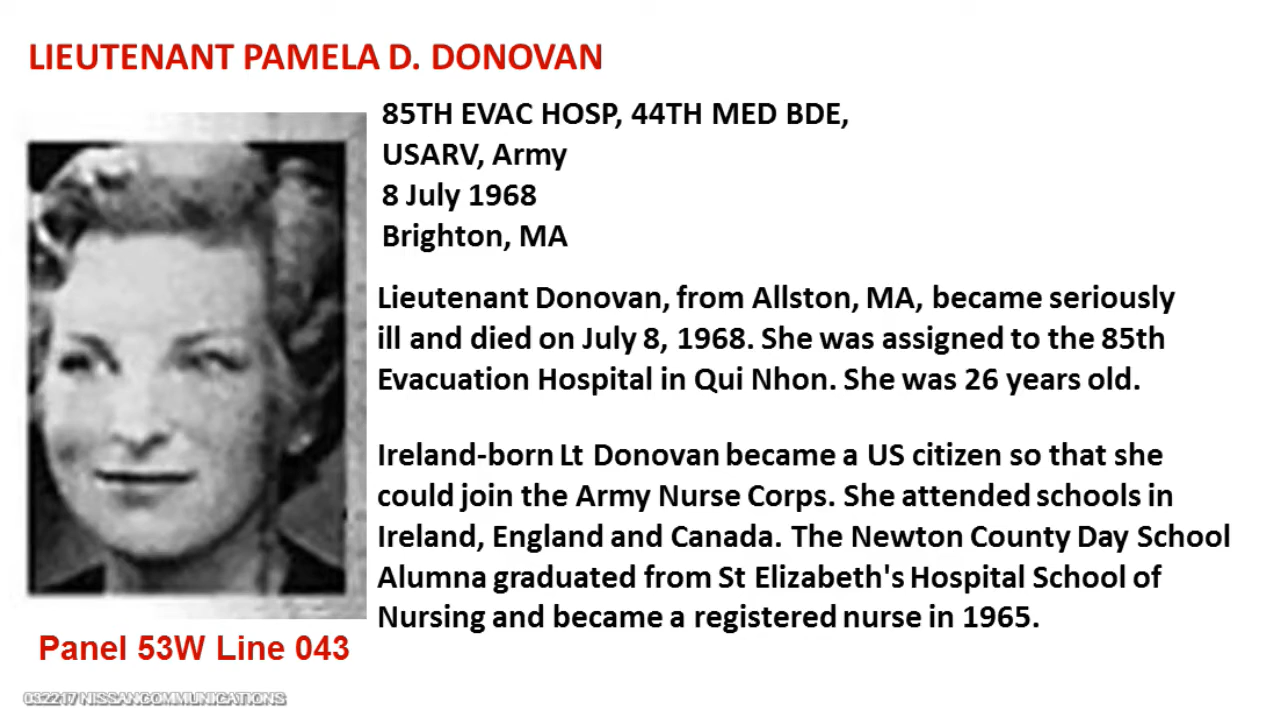 LIEUTENANT PAMELA D. DONOVAN
85TH EVAC HOSP, 44TH MED BDE,
USARV, Army
8 July 1968
Brighton, MA
Lieutenant Donovan, from Allston, MA, became seriously
ill and died on July 8, 1968. She was assigned to the 85th
Evacuation Hospital in Qui Nhon. She was 26 years old.
Ireland-born Lt Donovan became a US citizen so that she
could join the Army Nurse Corps. She attended schools in
Ireland, England and Canada. The Newton County Day School
Alumna graduated from St Elizabeth's Hospital School of
Nursing and became a registered nurse in 1965.
Panel 53W Line 043
032217 NISSANCOMMUNICATIONS